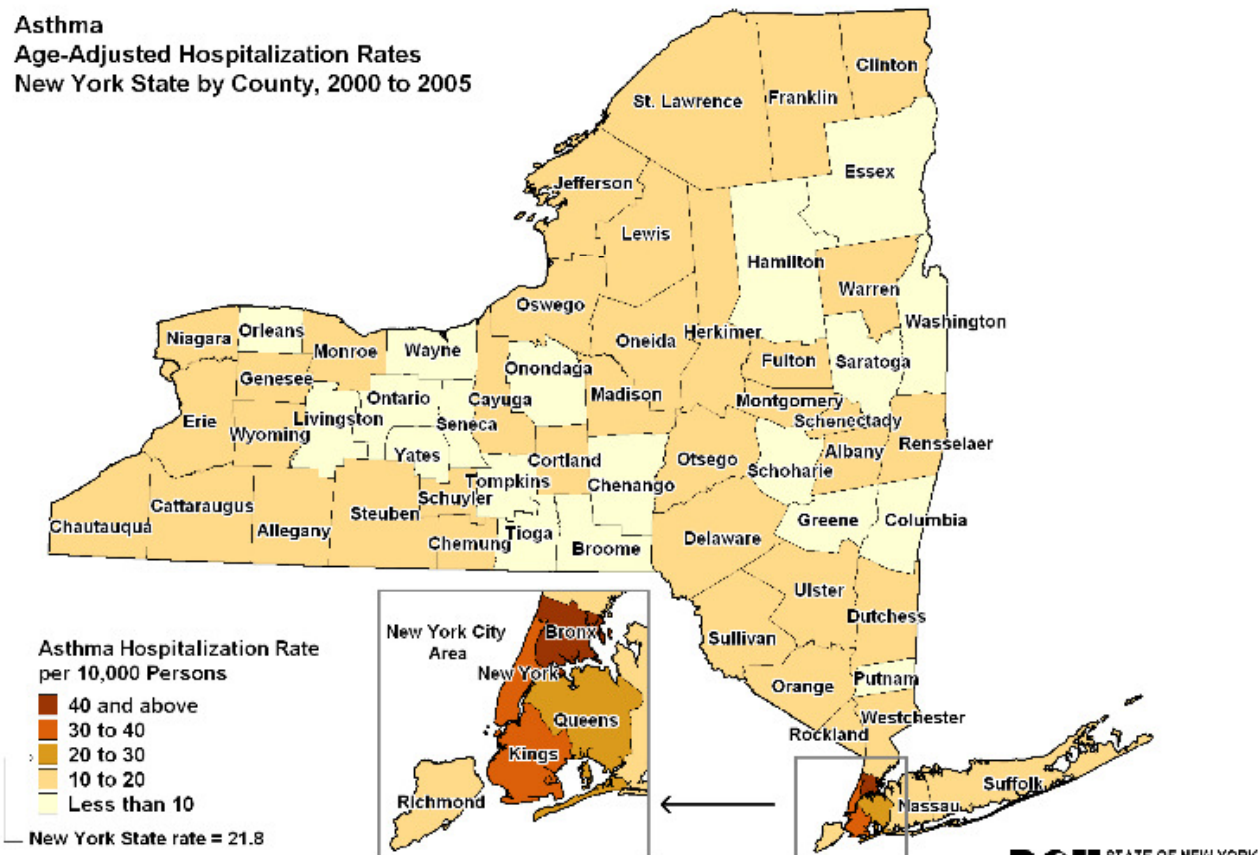 Asthma
Age-Adjusted Hospitalization Rates
New York State by County, 2000 to 2005
Clinton
St. Lawrence
Franklin
Essex
Jefferson
Lewis
Hamilton
Warren
Washington
Oswego
Oneida
Herkimer
Niagara
Orleans
Monroe
Wayne
Fulton
Saratoga
Onondaga
Genesee
Madison
Montgomery
Ontario
Cayuga
Livingston
Seneca
Schenectady
Erie
Wyoming
Rensselaer
Albany
Yates
Cortland
Otsego
Schoharie
Tompkins
Chenango
Schuyler
Cattaraugus
Steuben
Chautauqua
Allegany
Greene
Columbia
Chemung
Tioga
Broome
Delaware
Ulster
Dutchess
Sullivan
Putnam
Orange
Westchester
Rockland
Suffolk
Nassau
New York City
Area
Bronx
New York
Queens
Kings
Richmond
Asthma Hospitalization Rate
per 10,000 Persons
40 and above
30 to 40
20 to 30
10 to 20
Less than 10
New York State rate = 21.8
STATE OF NEW YORK